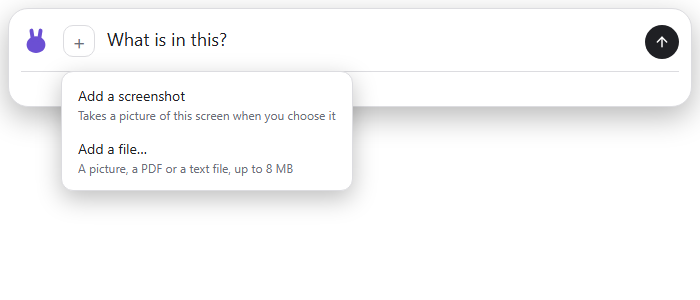 What is in this?
Add a screenshot
Takes a picture of this screen when you choose it
Add a file...
A picture, a PDF or a text file, up to 8 MB